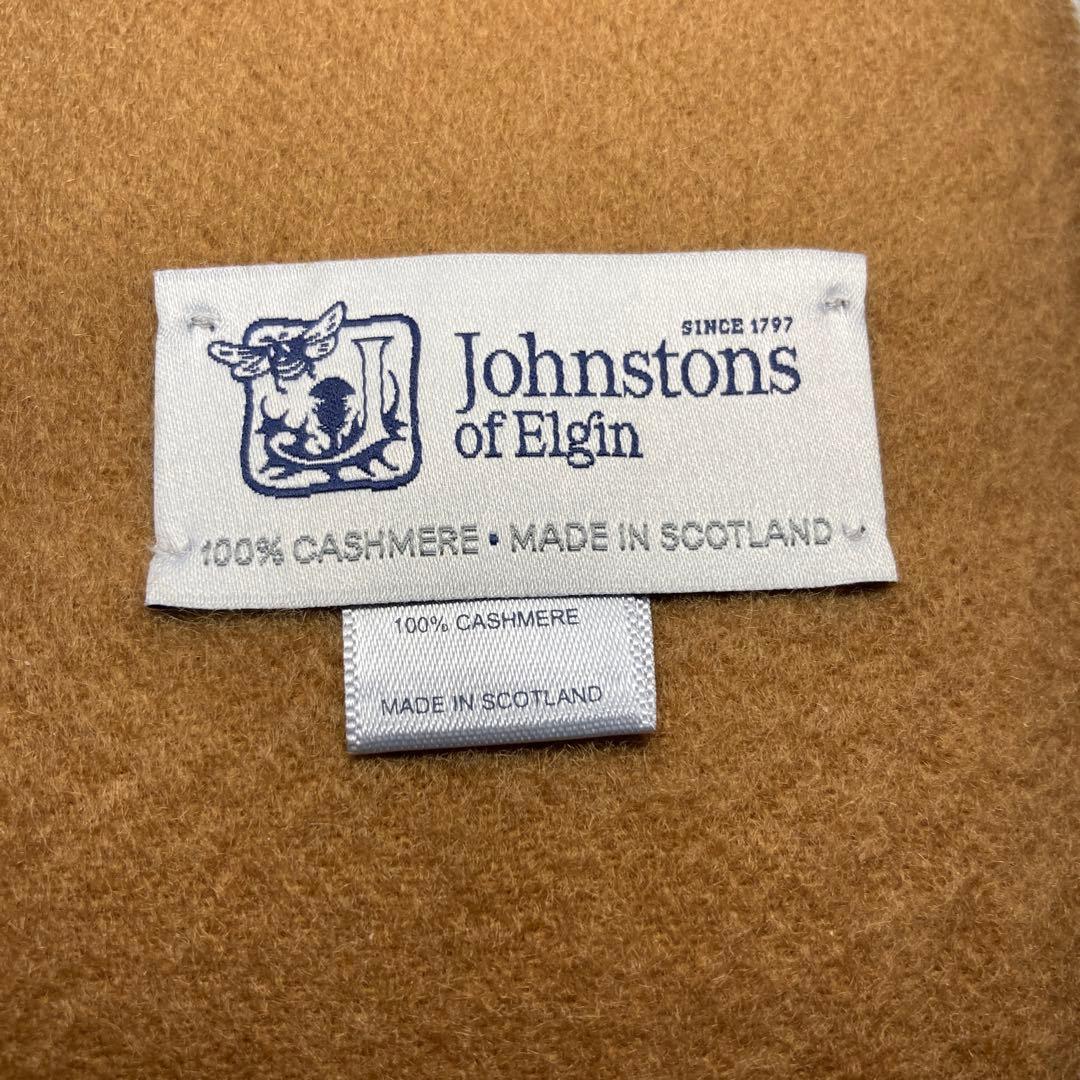 SINCE 1797
Johnstons
of Elgin
100% CASHMERE • MADE IN SCOTLAND
100% CASHMERE
MADE IN SCOTLAND